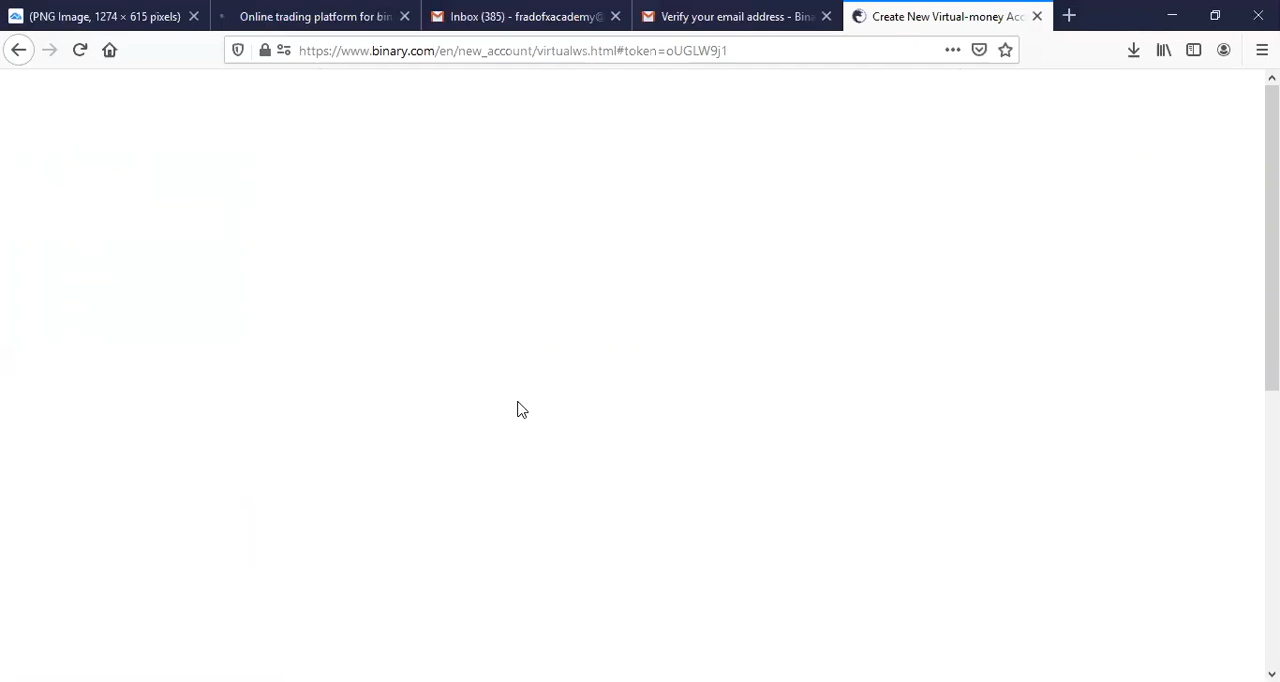 (PNG Image, 1274 × 615 pixels)
Online trading platform for bin
Inbox (385) - fradofxacademy@
Verify your email address - Bina
Create New Virtual-money Acc
https://www.binary.com/en/new_account/virtualws.html#token=oUGLW9j1